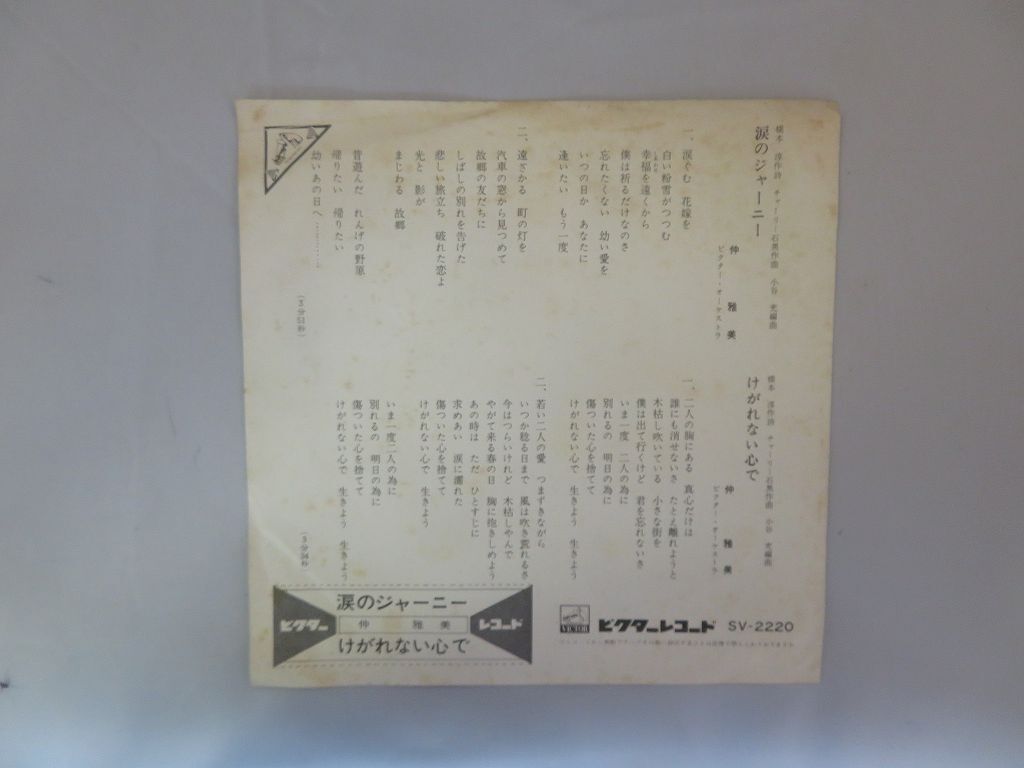 橋本　淳作詩　チャーリー石黒作曲　小谷　充編曲
涙のジャーニー
仲　雅美
ビクター・オーケストラ
一、涙ぐむ　花嫁を
白い粉雪がつつむ
幸福を遠くから
僕は祈るだけなのさ
忘れたくない　幼い愛を
いつの日か　あなたに
逢いたい　もう一度
二、遠ざかる　町の灯を
汽車の窓から見つめて
故郷の友だちに
しばしの別れを告げた
悲しい旅立ち　破れた恋よ
光と　影が
まじわる　故郷
昔遊んだ　れんげの野原
帰りたい　帰りたい
幼いあの日へ…………
橋本　淳作詩　チャーリー石黒作曲　小谷　充編曲
けがれない心で
仲　雅美
ビクター・オーケストラ
一、二人の胸にある　真心だけは
誰にも消せないさ　たとえ離れようと
木枯し吹いている　小さな街を
僕は出て行くけど　君を忘れないさ
いま一度　二人の為に
別れるの　明日の為に
傷ついた心を捨てて
けがれない心で　生きよう　生きよう
二、若い二人の愛　つまずきながら
いつか稔る日まで　風は吹き荒れるさ
今はつらいけれど　木枯しやんで
やがて来る春の日　胸に抱きしめよう
あの時は　ただ　ひとすじに
求めあい　涙に濡れた
傷ついた心を捨てて
けがれない心で　生きよう
いま一度二人の為に
別れるの　明日の為に
傷ついた心を捨てて
けがれない心で　生きよう　生きよう
涙のジャーニー
ビクター　仲　雅美　レコード
けがれない心で
VICTOR ビクターレコード SV-2220